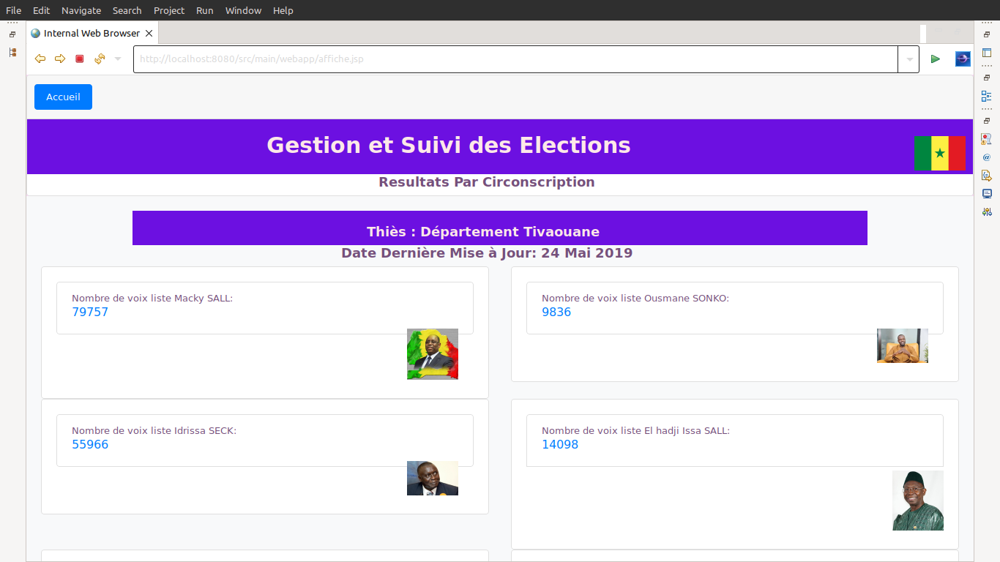 File Edit Navigate Search Project Run Window Help
Internal Web Browser
http://localhost:8080/src/main/webapp/affiche.jsp
Accueil
Gestion et Suivi des Elections
Resultats Par Circonscription
Thiès : Département Tivaouane
Date Dernière Mise à Jour: 24 Mai 2019
Nombre de voix liste Macky SALL:
79757
Nombre de voix liste Ousmane SONKO:
9836
Nombre de voix liste Idrissa SECK:
55966
Nombre de voix liste El hadji Issa SALL:
14098